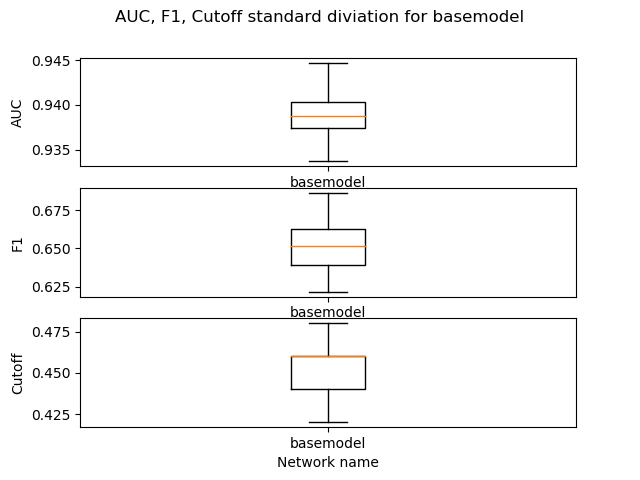 AUC, F1, Cutoff standard diviation for basemodel
0.945
0.940
0.935
AUC
basemodel
0.675
0.650
0.625
F1
basemodel
0.475
0.450
0.425
Cutoff
basemodel
Network name